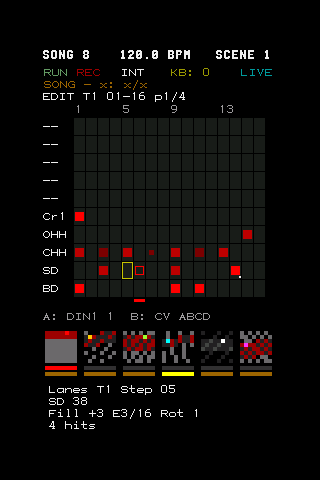 SONG 8 120.0 BPM SCENE 1
RUN REC INT KB: O LIVE
SONG - x: x/x
EDIT T1 01-16 p1/4
1 5 9 13
--
--
--
--
--
Cr1
OHH
CHH
SD
BD
A: DIN1 1 B: CV ABCD
Lanes T1 Step 05
SD 38
Fill +3 E3/16 Rot 1
4 hits